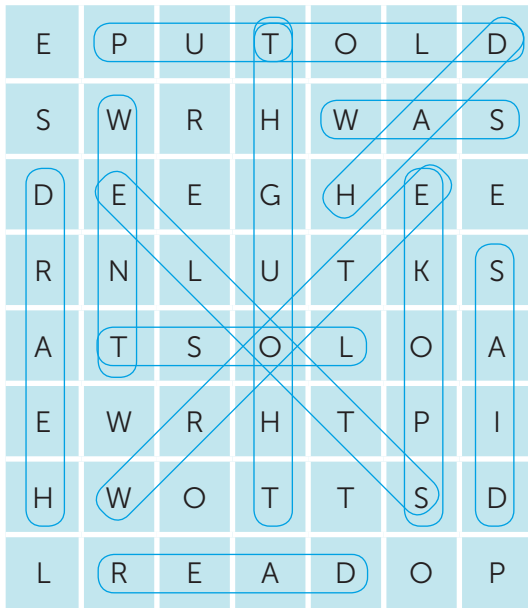 E P U T O L D
S W R H W A S
D E E G H E E
R N L U T K S
A T S O L O A
E W R H T P I
H W O T T S D
L R E A D O P